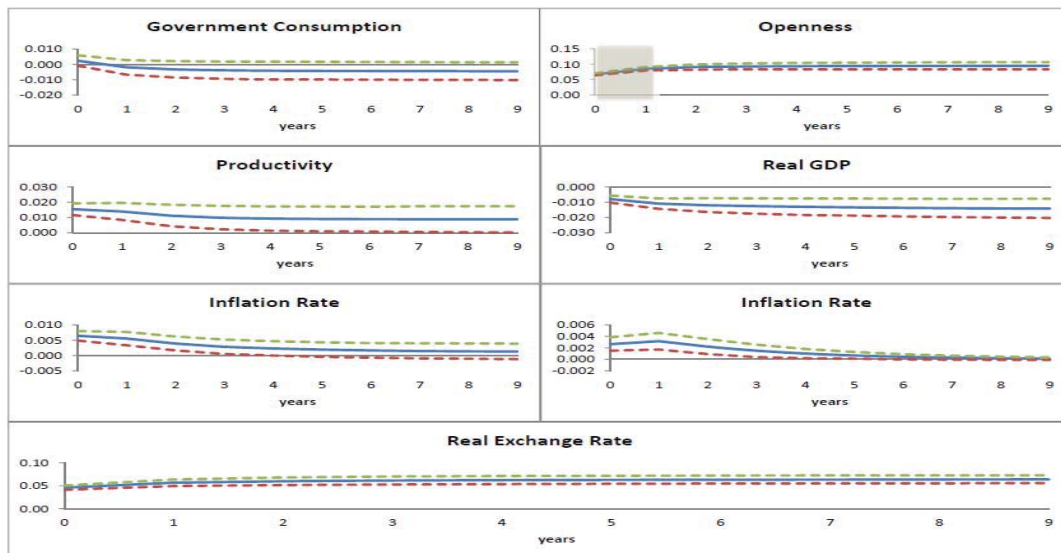 Government Consumption
0.010
0.000
-0.010
-0.020
0 1 2 3 4 5 6 7 8 9
years
Openness
0.15
0.10
0.05
0.00
0 1 2 3 4 5 6 7 8 9
years
Productivity
0.030
0.020
0.010
0.000
0 1 2 3 4 5 6 7 8 9
years
Real GDP
0.000
-0.010
-0.020
-0.030
0 1 2 3 4 5 6 7 8 9
years
Inflation Rate
0.010
0.005
0.000
-0.005
0 1 2 3 4 5 6 7 8 9
years
Inflation Rate
0.006
0.004
0.002
0.000
-0.002
0 1 2 3 4 5 6 7 8 9
years
Real Exchange Rate
0.10
0.05
0.00
0 1 2 3 4 5 6 7 8 9
years